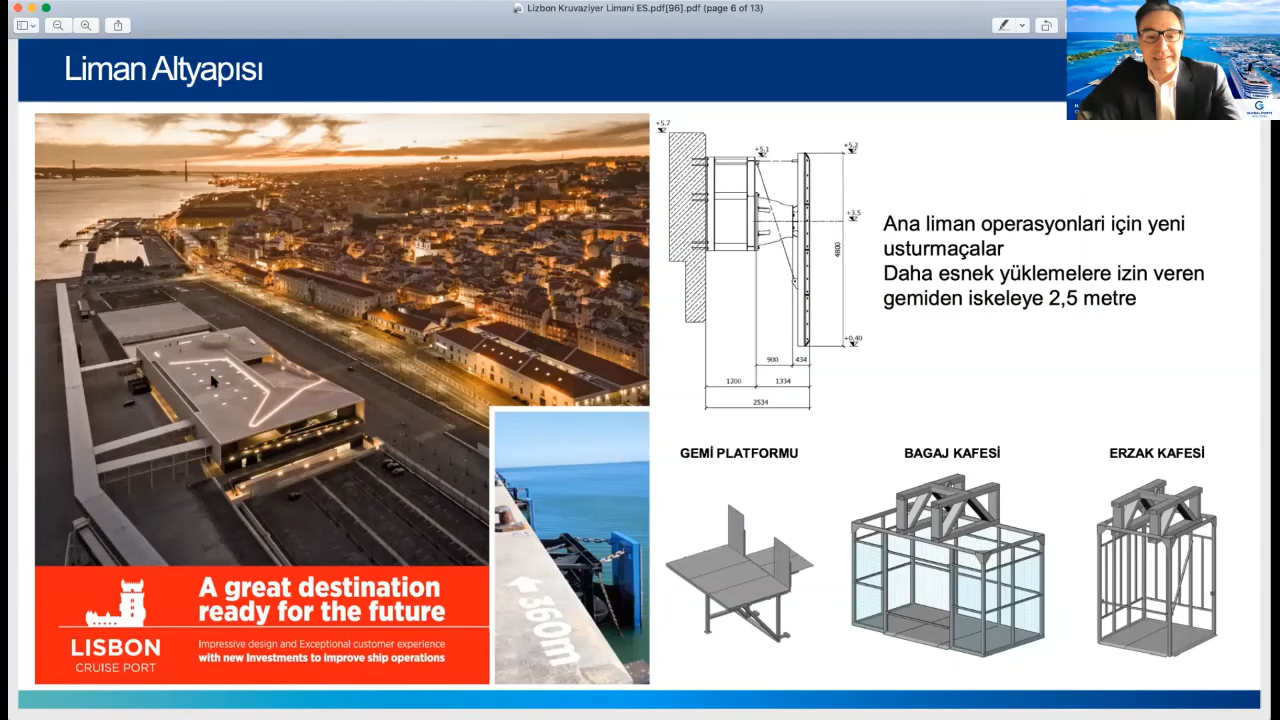 Lizbon Kruvaziyer Limani ES.pdf[96].pdf (page 6 of 13)
Liman Altyapısı
GLOBAL PORTS
+5.7
+5.1
+5.2
+3.5
4800
+0.40
900
434
1200
1334
2534
Ana liman operasyonlari için yeni
usturmaçalar
Daha esnek yüklemelere izin veren
gemiden iskeleye 2,5 metre
GEMİ PLATFORMU
BAGAJ KAFESİ
ERZAK KAFESİ
360m
A great destination
ready for the future
LISBON
CRUISE PORT
Impressive design and Exceptional customer experience
with new Investments to improve ship operations